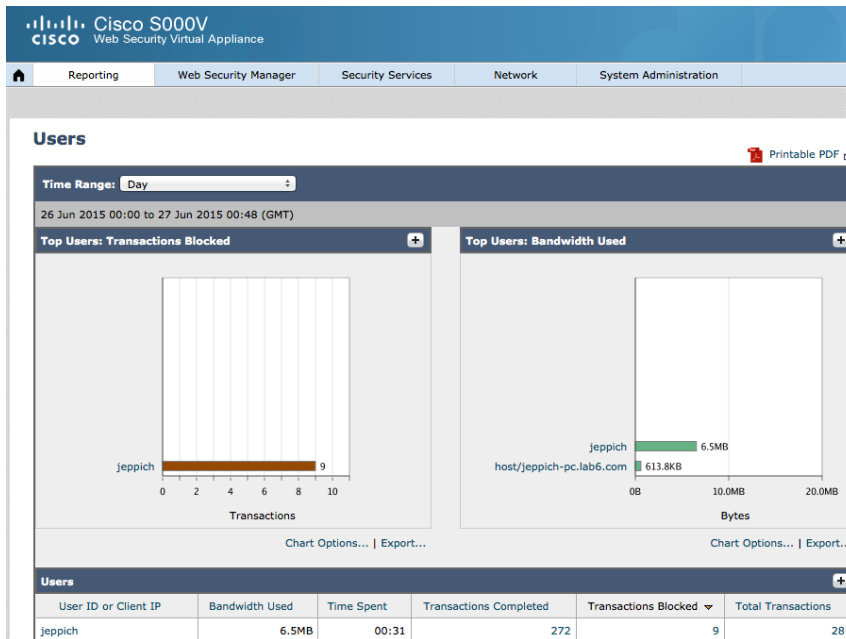 Cisco S000V
CISCO Web Security Virtual Appliance
Reporting Web Security Manager Security Services Network System Administration
Users
Printable PDF
Time Range: Day
26 Jun 2015 00:00 to 27 Jun 2015 00:48 (GMT)
Top Users: Transactions Blocked
jeppich 9
0 2 4 6 8 10
Transactions
Chart Options... | Export...
Top Users: Bandwidth Used
jeppich 6.5MB
host/jeppich-pc.lab6.com 613.8KB
0B 10.0MB 20.0MB
Bytes
Chart Options... | Export..
Users
User ID or Client IP Bandwidth Used Time Spent Transactions Completed Transactions Blocked Total Transactions
jeppich 6.5MB 00:31 272 9 28